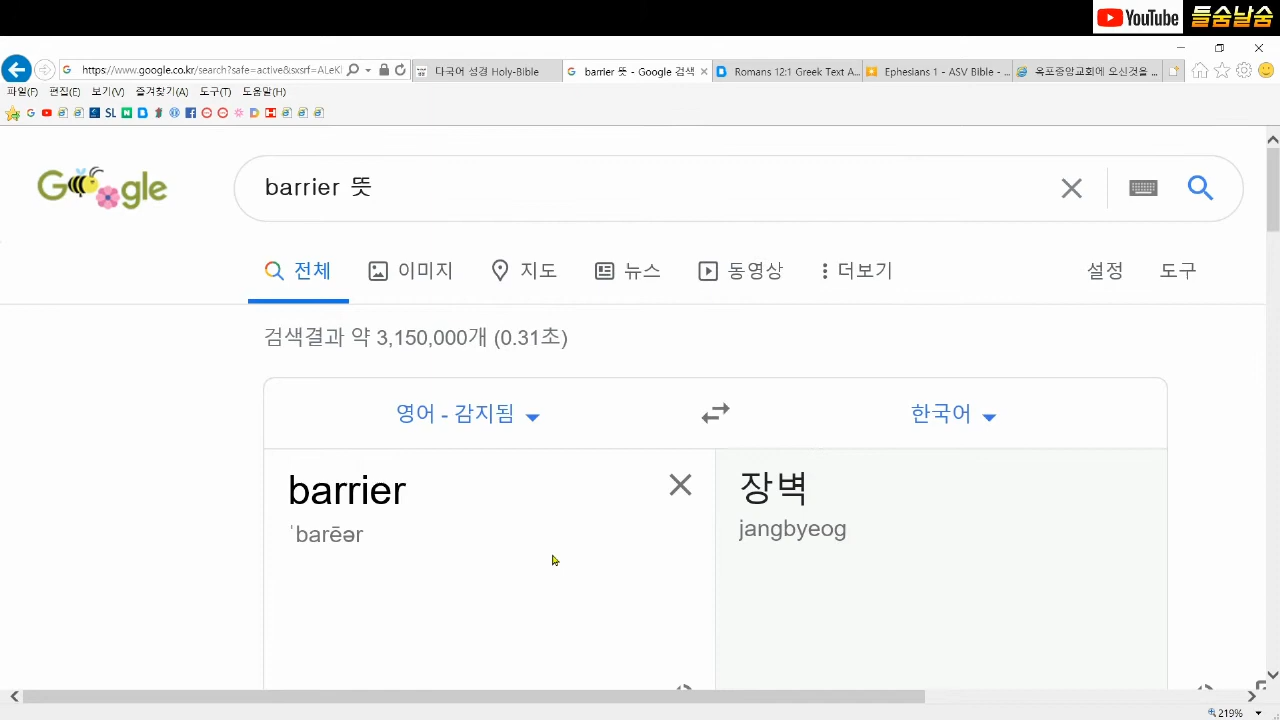 YouTube 들숨날숨
https://www.google.co.kr/search?safe=active&sxsrf=ALeK
다국어 성경 Holy-Bible
barrier 뜻 - Google 검색
Romans 12:1 Greek Text A...
Ephesians 1 - ASV Bible - ...
옥포중앙교회에 오신것을 ...
파일(F) 편집(E) 보기(V) 즐겨찾기(A) 도구(T) 도움말(H)
SL
Google
barrier 뜻
전체 이미지 지도 뉴스 동영상 더보기 설정 도구
검색결과 약 3,150,000개 (0.31초)
영어 - 감지됨 한국어
barrier 장벽
ˈbarēər jangbyeog
219%